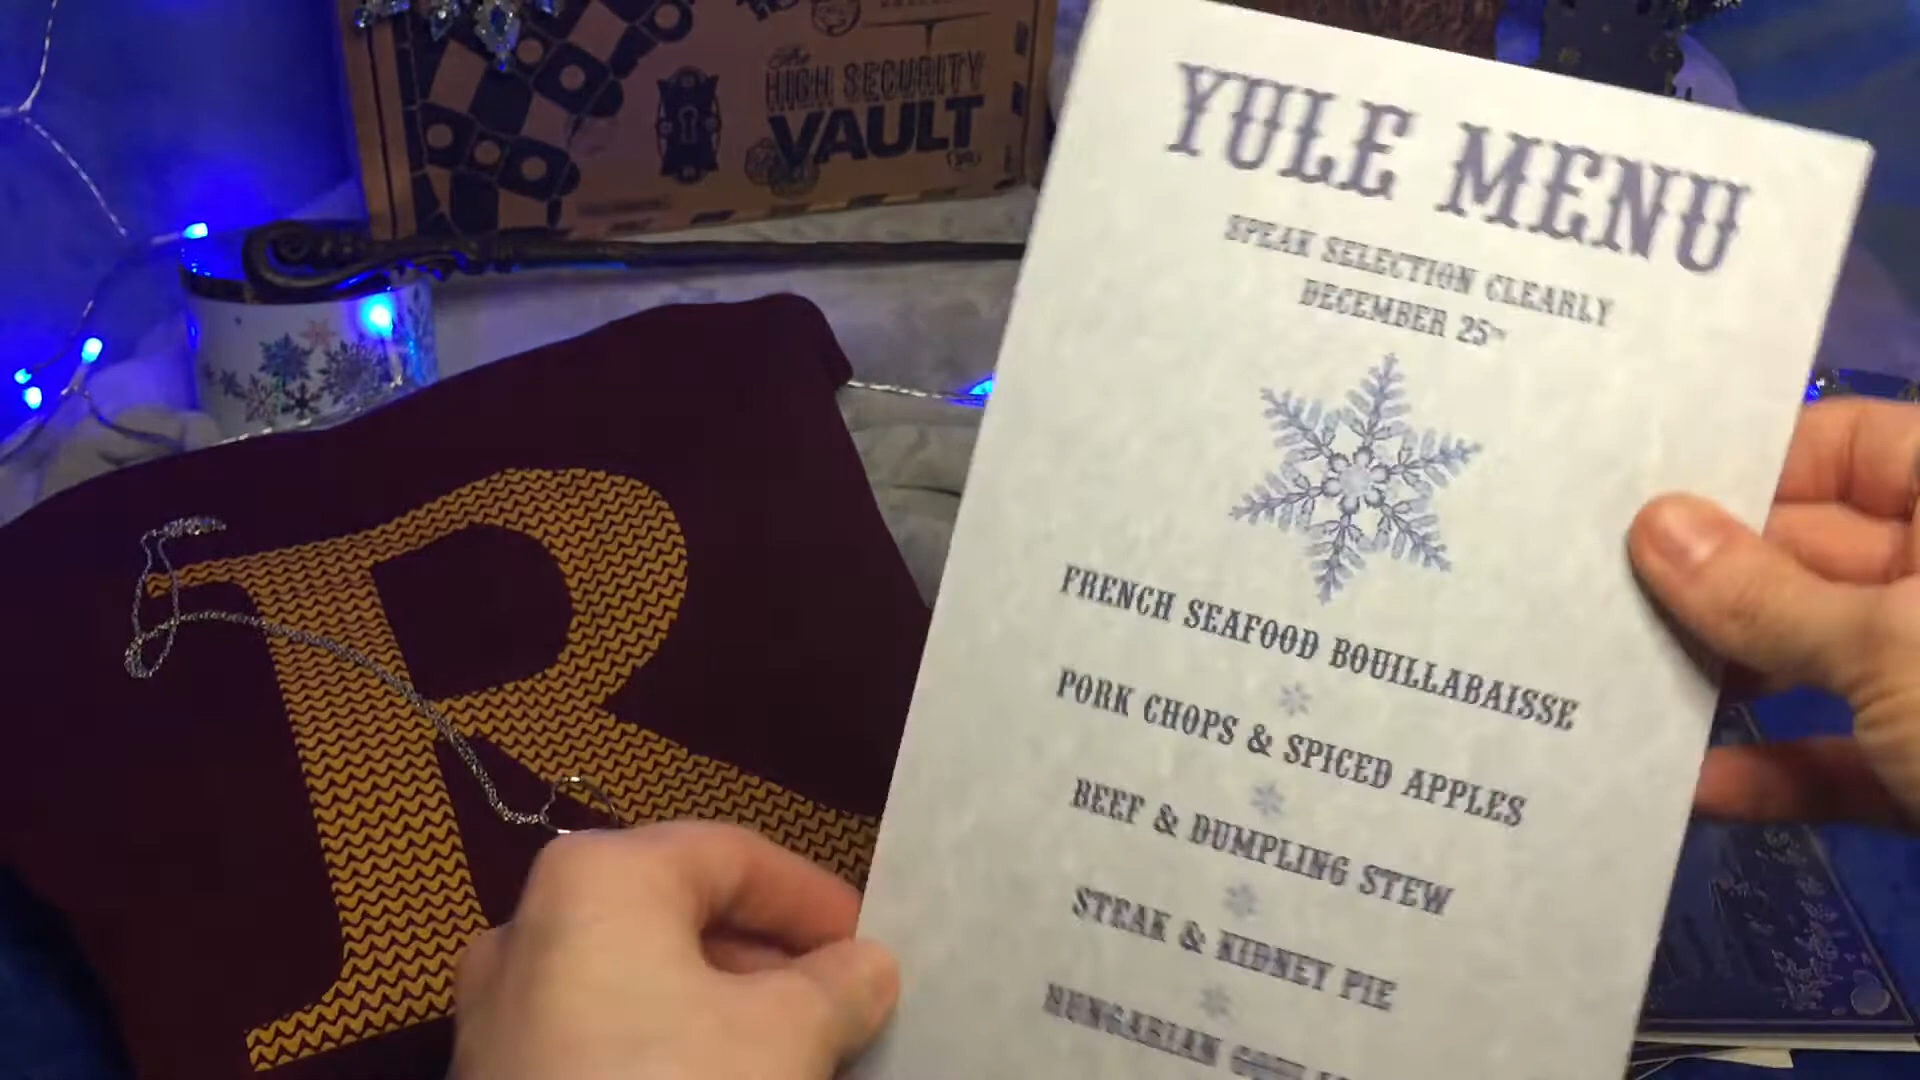 The
HIGH SECURITY
VAULT
YULE MENU
SPEAK SELECTION CLEARLY
DECEMBER 25TH
FRENCH SEAFOOD BOUILLABAISSE
PORK CHOPS & SPICED APPLES
BEEF & DUMPLING STEW
STEAK & KIDNEY PIE
HUNGARIAN
R